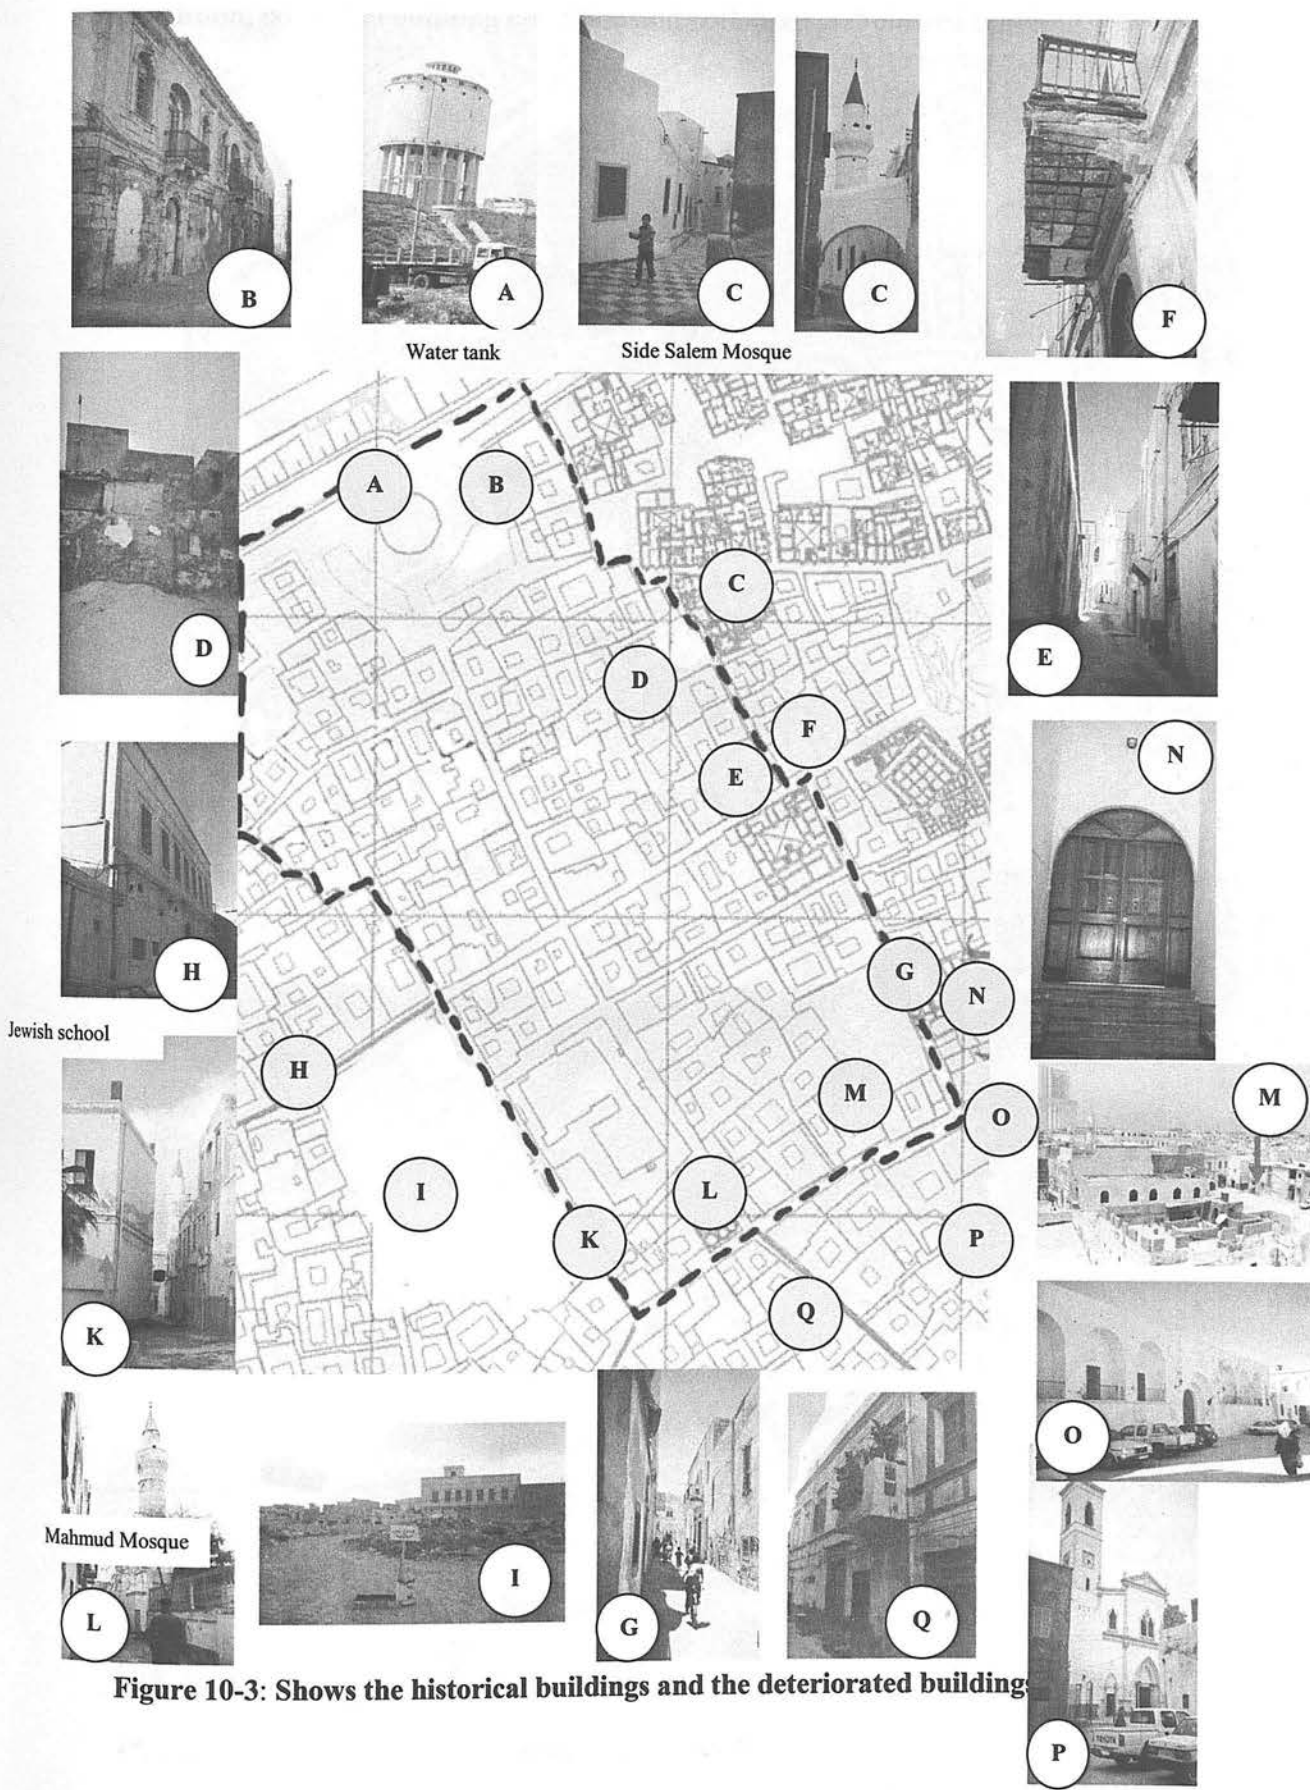 B
A
C
C
F
Water tank
Side Salem Mosque
D
E
A
B
C
D
F
E
N
H
G
N
Jewish school
H
M
O
M
I
L
K
P
Q
K
O
Mahmud Mosque
L
I
G
Q
P
Figure 10-3: Shows the historical buildings and the deteriorated buildings